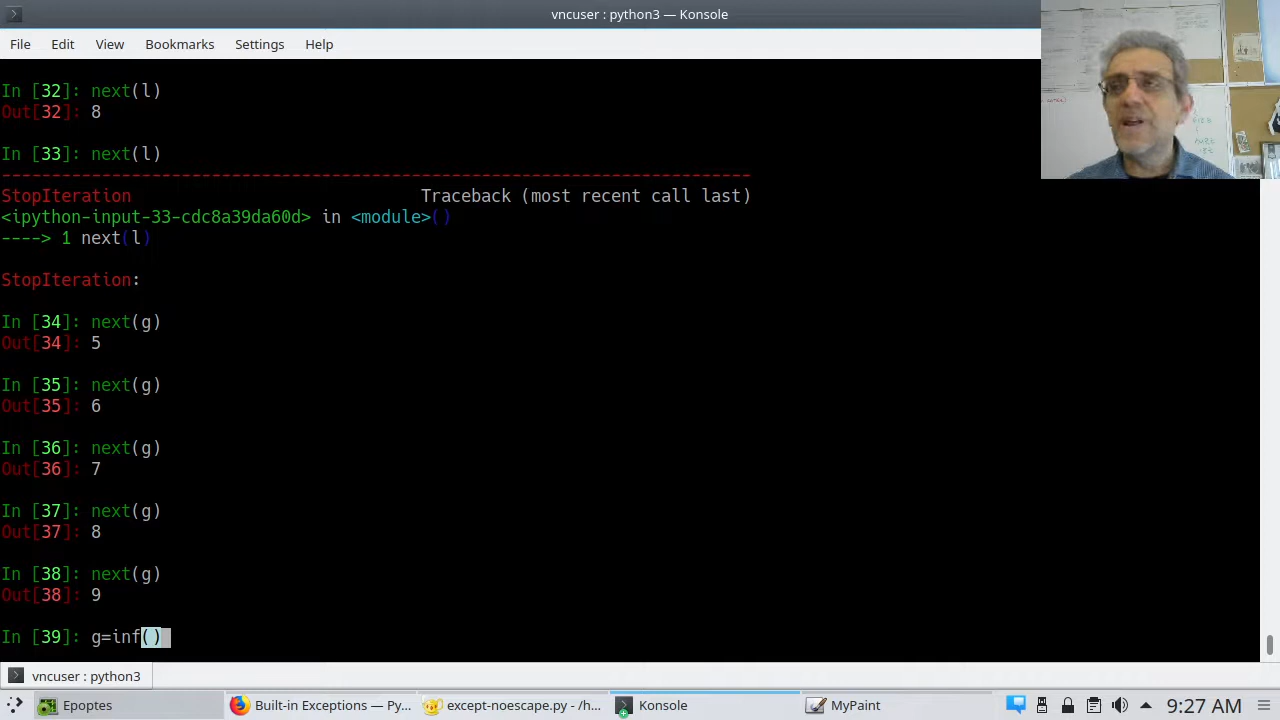 vncuser : python3 — Konsole
File Edit View Bookmarks Settings Help
In [32]: next(l)
Out[32]: 8
In [33]: next(l)
---------------------------------------------------------------------------
StopIteration Traceback (most recent call last)
<ipython-input-33-cdc8a39da60d> in <module>()
----> 1 next(l)
StopIteration:
In [34]: next(g)
Out[34]: 5
In [35]: next(g)
Out[35]: 6
In [36]: next(g)
Out[36]: 7
In [37]: next(g)
Out[37]: 8
In [38]: next(g)
Out[38]: 9
In [39]: g=inf()
vncuser : python3
Epoptes Built-in Exceptions — Py... except-noescape.py - /h... Konsole MyPaint 9:27 AM